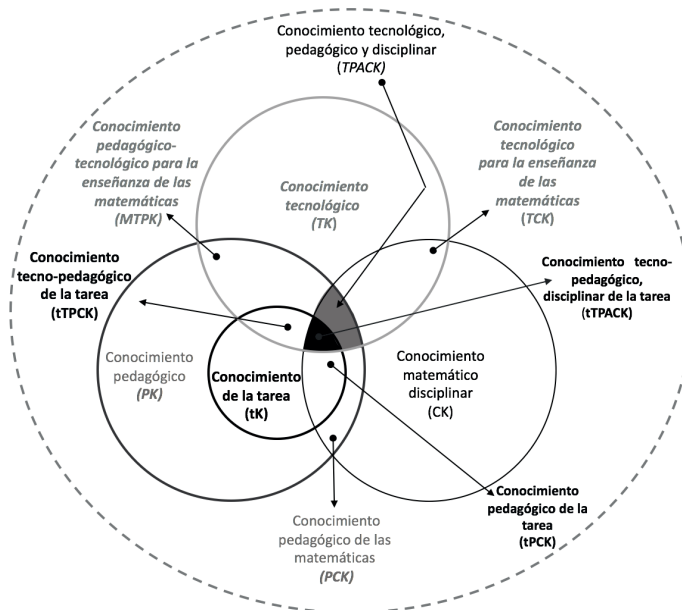 Conocimiento tecnológico,
pedagógico y disciplinar
(TPACK)
Conocimiento
pedagógico-
tecnológico para la
enseñanza de las
matemáticas
(MTPK)
Conocimiento
tecnológico
para la enseñanza
de las
matemáticas
(TCK)
Conocimiento
tecnológico
(TK)
Conocimiento
tecno-pedagógico
de la tarea
(tTPCK)
Conocimiento tecno-
pedagógico,
disciplinar de la tarea
(tTPACK)
Conocimiento
pedagógico
(PK)
Conocimiento
de la tarea
(tK)
Conocimiento
matemático
disciplinar
(CK)
Conocimiento
pedagógico de la
tarea
(tPCK)
Conocimiento
pedagógico de las
matemáticas
(PCK)